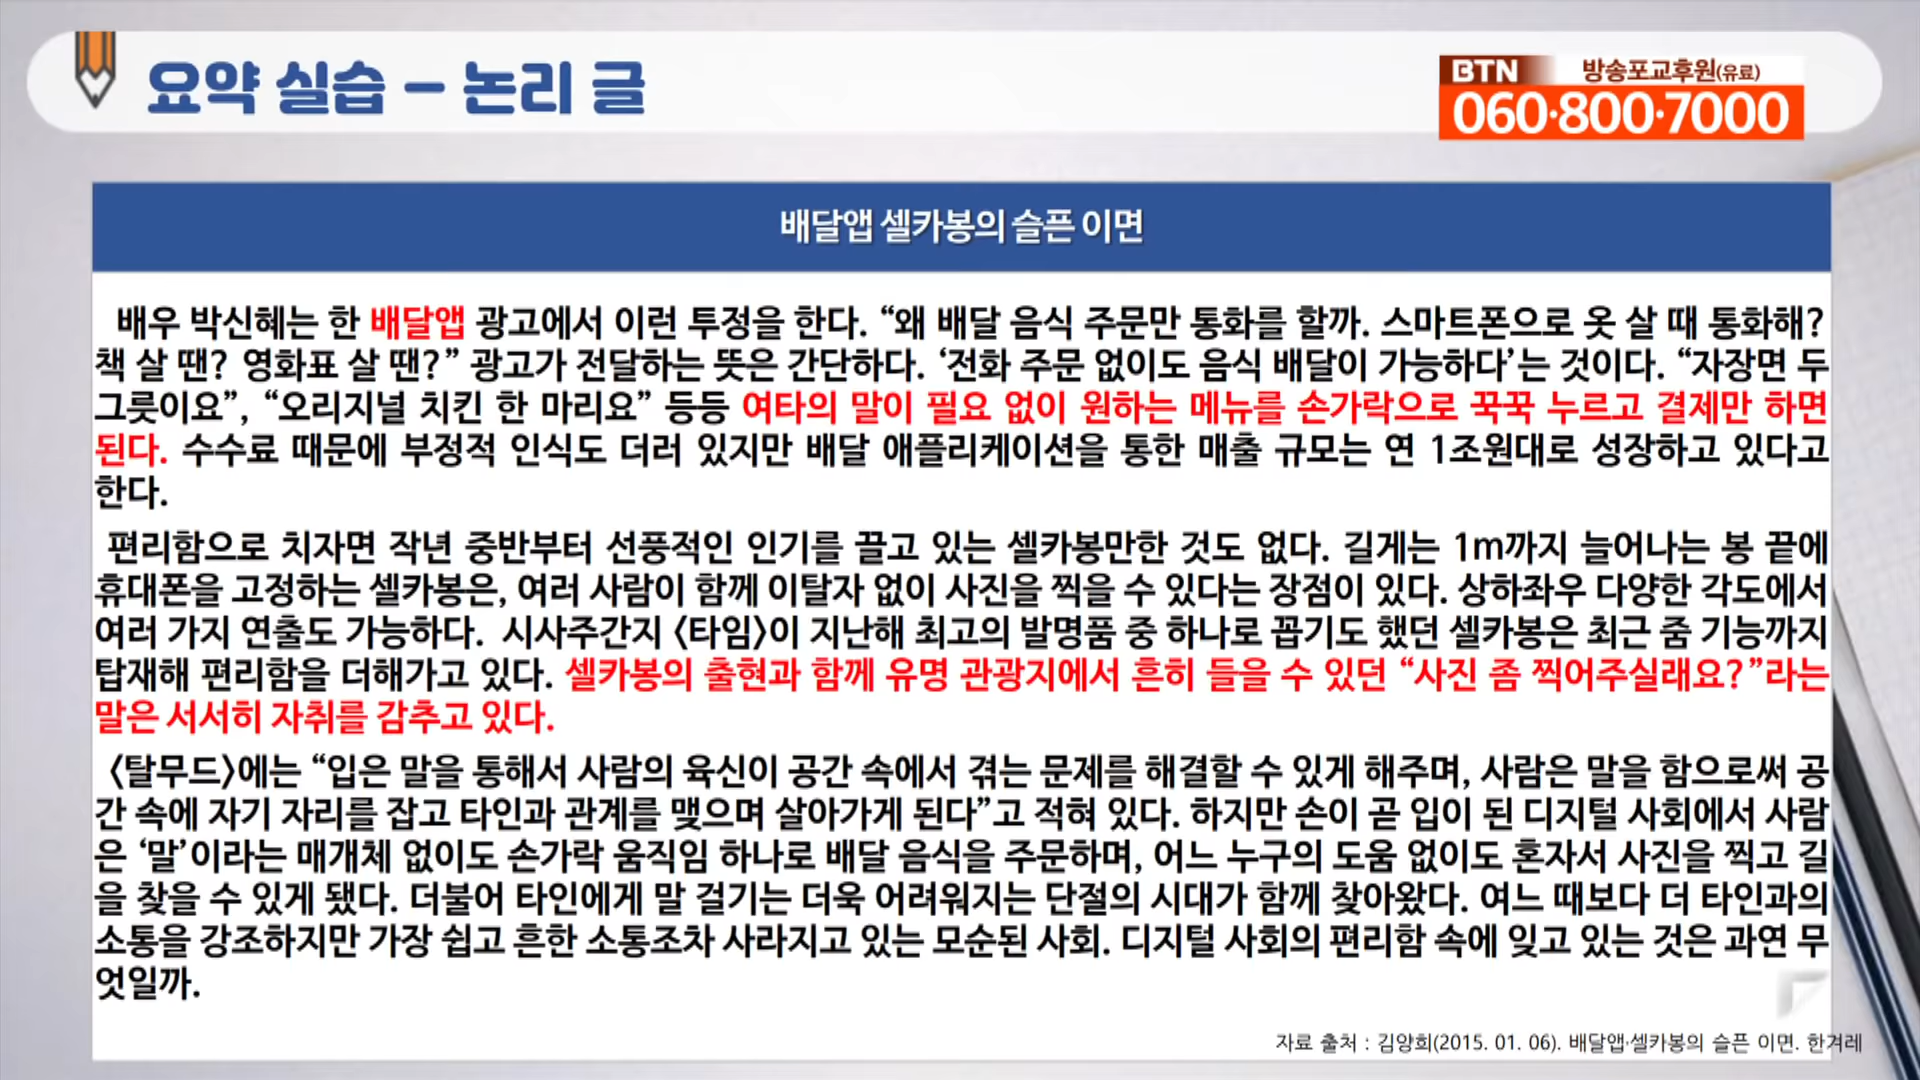 요약 실습 - 논리 글
BTN 방송포교후원(유료)
060·800·7000
배달앱 셀카봉의 슬픈 이면
배우 박신혜는 한 배달앱 광고에서 이런 투정을 한다. “왜 배달 음식 주문만 통화를 할까. 스마트폰으로 옷 살 때 통화해?
책 살 땐? 영화표 살 땐?” 광고가 전달하는 뜻은 간단하다. ‘전화 주문 없이도 음식 배달이 가능하다’는 것이다. “자장면 두
그릇이요”, “오리지널 치킨 한 마리요” 등등 여타의 말이 필요 없이 원하는 메뉴를 손가락으로 꾹꾹 누르고 결제만 하면
된다. 수수료 때문에 부정적 인식도 더러 있지만 배달 애플리케이션을 통한 매출 규모는 연 1조원대로 성장하고 있다고
한다.
편리함으로 치자면 작년 중반부터 선풍적인 인기를 끌고 있는 셀카봉만한 것도 없다. 길게는 1m까지 늘어나는 봉 끝에
휴대폰을 고정하는 셀카봉은, 여러 사람이 함께 이탈자 없이 사진을 찍을 수 있다는 장점이 있다. 상하좌우 다양한 각도에서
여러 가지 연출도 가능하다. 시사주간지 <타임>이 지난해 최고의 발명품 중 하나로 꼽기도 했던 셀카봉은 최근 줌 기능까지
탑재해 편리함을 더해가고 있다. 셀카봉의 출현과 함께 유명 관광지에서 흔히 들을 수 있던 “사진 좀 찍어주실래요?”라는
말은 서서히 자취를 감추고 있다.
<탈무드>에는 “입은 말을 통해서 사람의 육신이 공간 속에서 겪는 문제를 해결할 수 있게 해주며, 사람은 말을 함으로써 공
간 속에 자기 자리를 잡고 타인과 관계를 맺으며 살아가게 된다”고 적혀 있다. 하지만 손이 곧 입이 된 디지털 사회에서 사람
은 ‘말’이라는 매개체 없이도 손가락 움직임 하나로 배달 음식을 주문하며, 어느 누구의 도움 없이도 혼자서 사진을 찍고 길
을 찾을 수 있게 됐다. 더불어 타인에게 말 걸기는 더욱 어려워지는 단절의 시대가 함께 찾아왔다. 여느 때보다 더 타인과의
소통을 강조하지만 가장 쉽고 흔한 소통조차 사라지고 있는 모순된 사회. 디지털 사회의 편리함 속에 잊고 있는 것은 과연 무
엇일까.
자료 출처 : 김양희(2015. 01. 06). 배달앱·셀카봉의 슬픈 이면. 한겨레